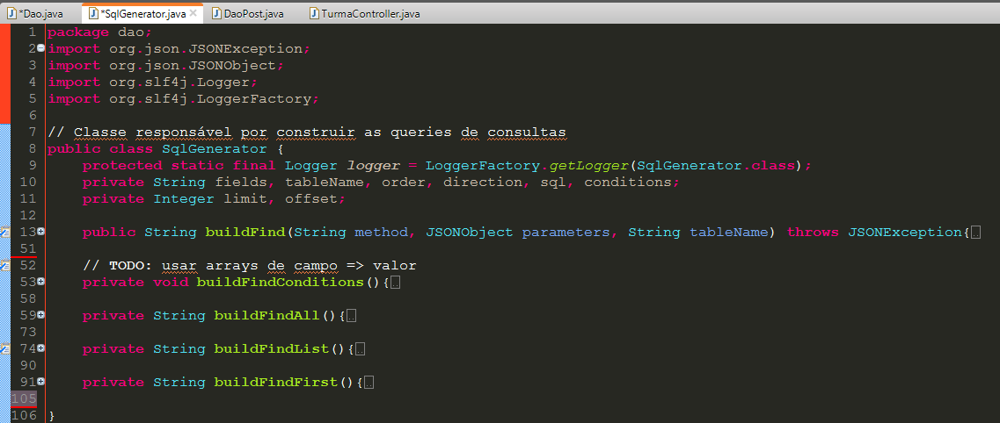 *Dao.java *SqlGenerator.java DaoPost.java TurmaController.java
1 package dao;
2 import org.json.JSONException;
3 import org.json.JSONObject;
4 import org.slf4j.Logger;
5 import org.slf4j.LoggerFactory;
6
7 // Classe responsável por construir as queries de consultas
8 public class SqlGenerator {
9     protected static final Logger logger = LoggerFactory.getLogger(SqlGenerator.class);
10     private String fields, tableName, order, direction, sql, conditions;
11     private Integer limit, offset;
12
13     public String buildFind(String method, JSONObject parameters, String tableName) throws JSONException{
51
52     // TODO: usar arrays de campo => valor
53     private void buildFindConditions(){
58
59     private String buildFindAll(){
73
74     private String buildFindList(){
90
91     private String buildFindFirst(){
105
106 }